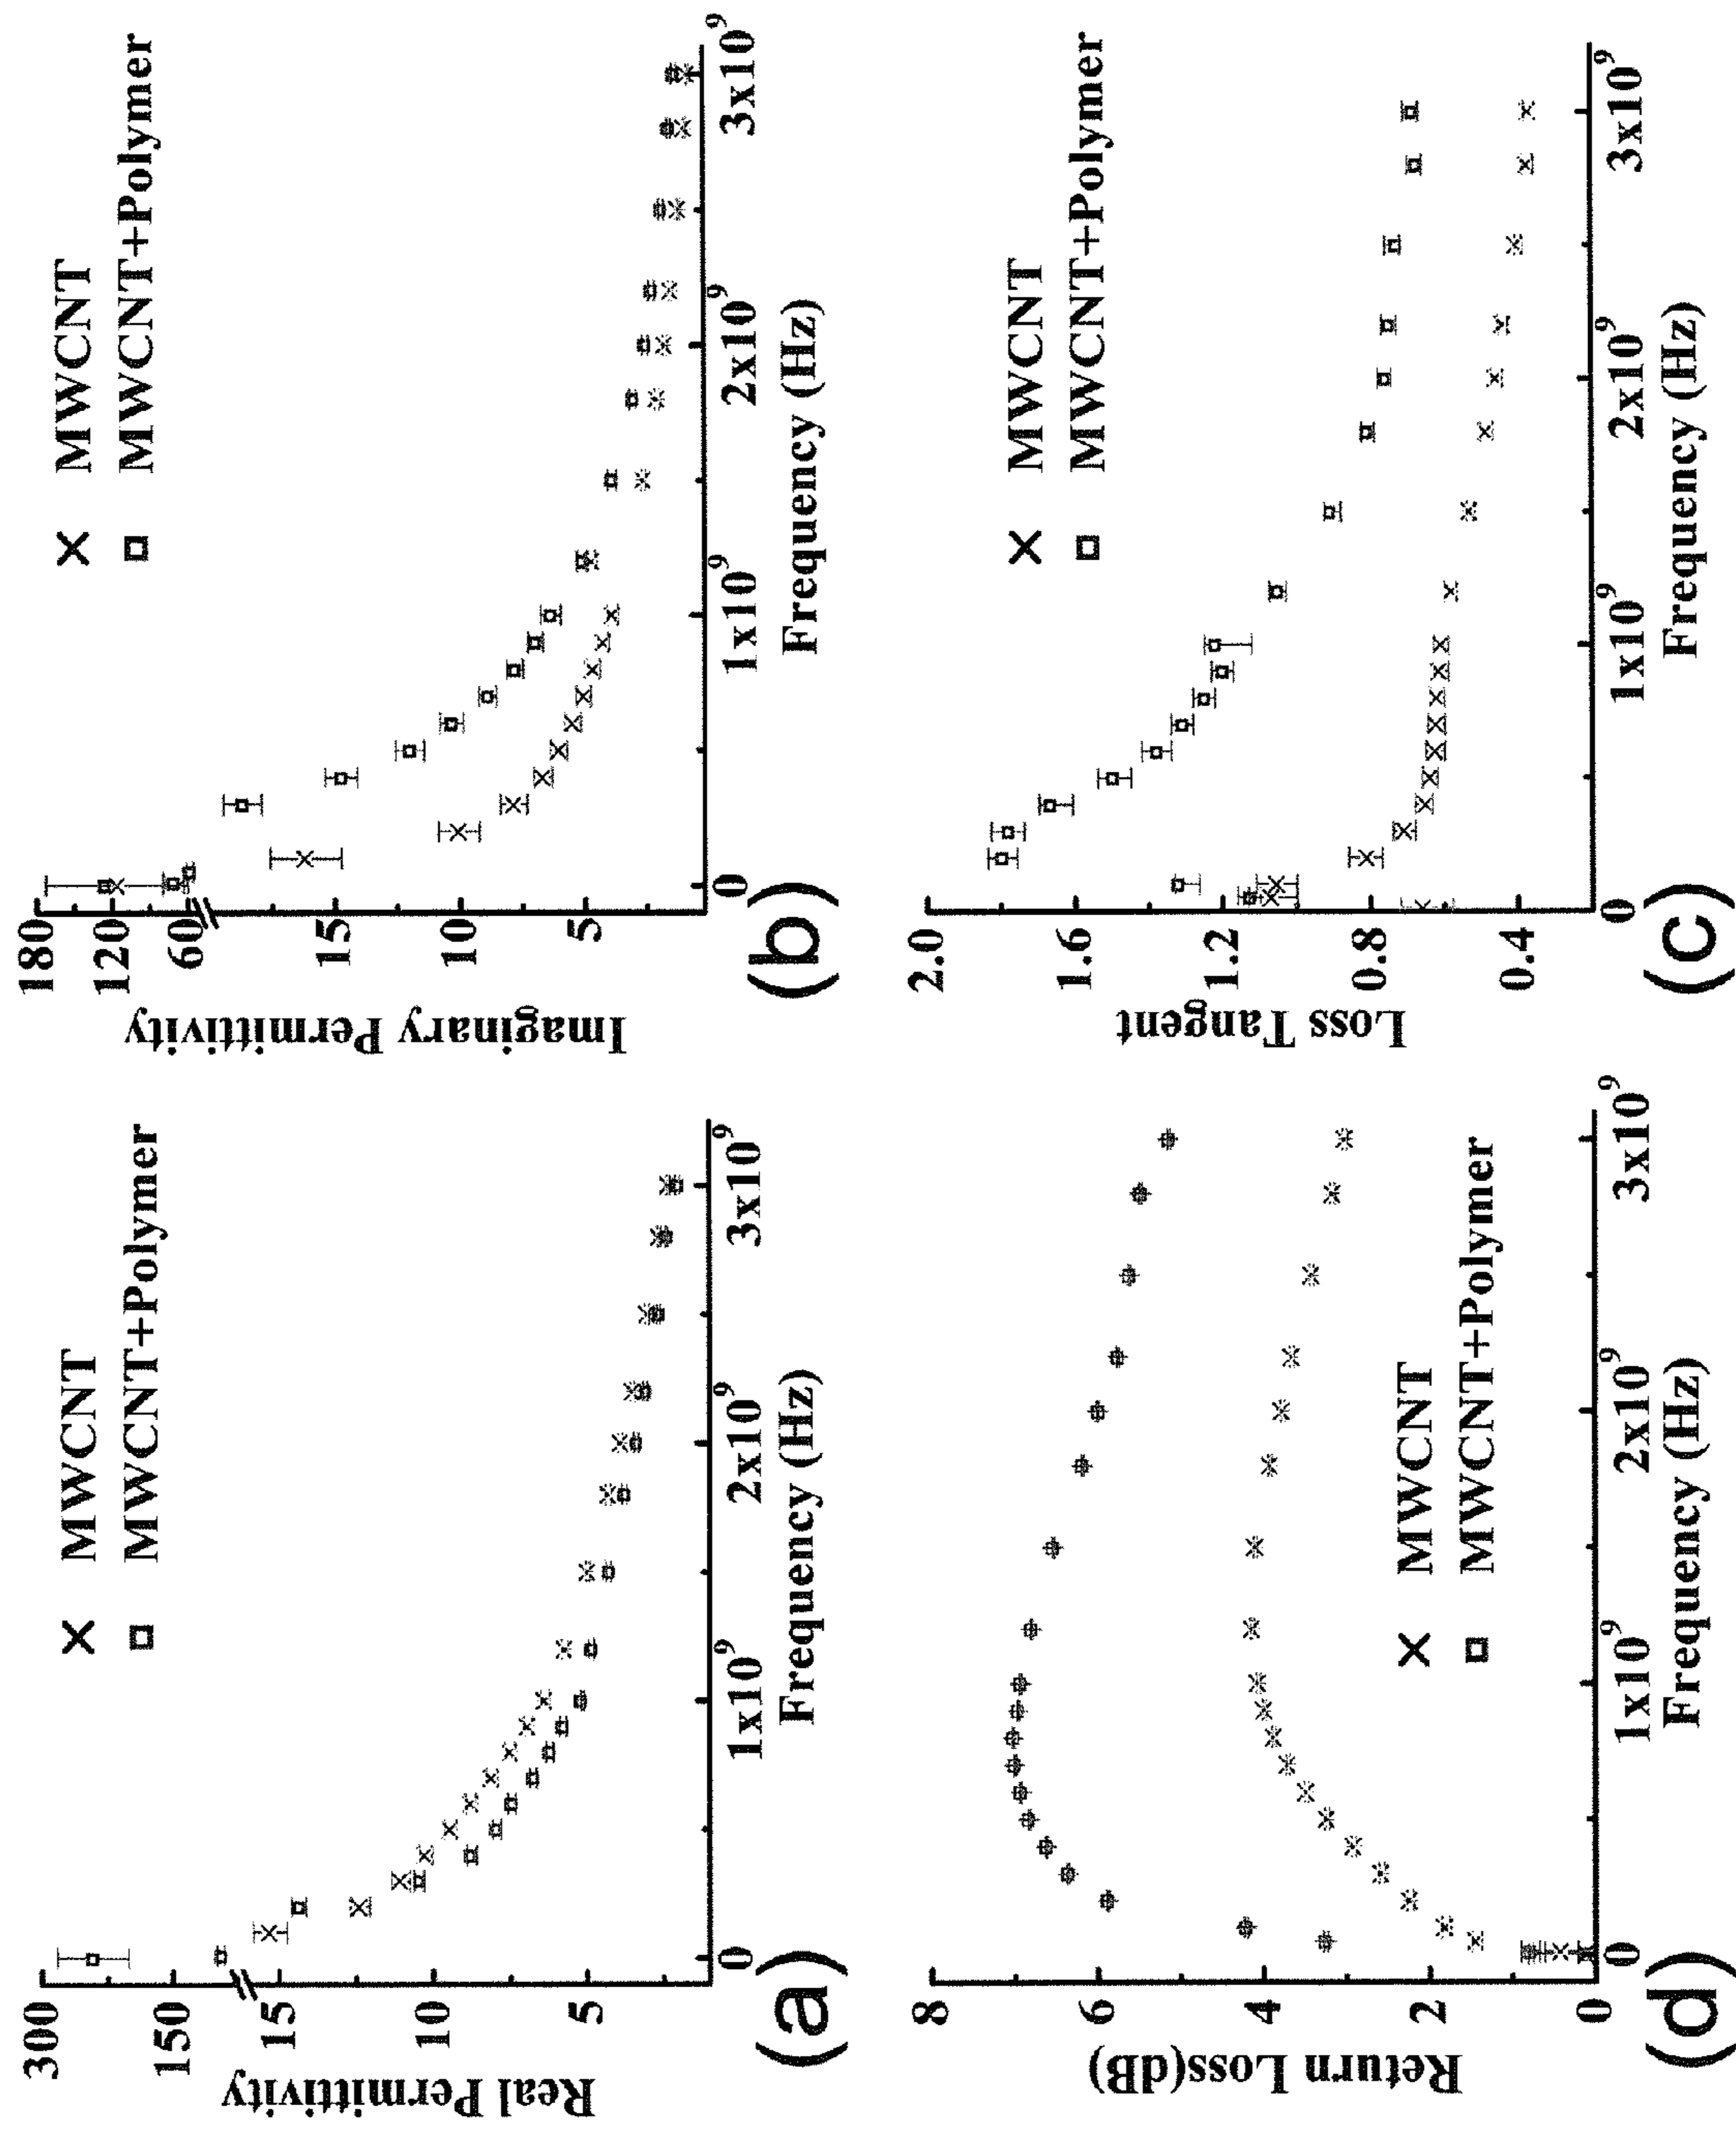 300
150
15
10
5
Real Permittivity
× MWCNT
□ MWCNT+Polymer
0
1x10⁹
2x10⁹
3x10⁹
Frequency (Hz)
(a)
180
120
60
15
10
5
Imaginary Permittivity
× MWCNT
□ MWCNT+Polymer
0
1x10⁹
2x10⁹
3x10⁹
Frequency (Hz)
(b)
8
6
4
2
0
Return Loss(dB)
× MWCNT
□ MWCNT+Polymer
0
1x10⁹
2x10⁹
3x10⁹
Frequency (Hz)
(d)
2.0
1.6
1.2
0.8
0.4
Loss Tangent
× MWCNT
□ MWCNT+Polymer
0
1x10⁹
2x10⁹
3x10⁹
Frequency (Hz)
(c)